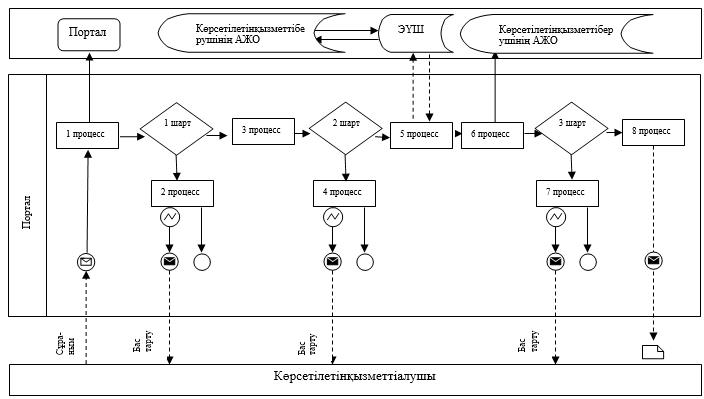 Портал
Көрсетілетінқызметтібе
рушінің АЖО
ЭҮШ
Көрсетілетінқызметтібер
ушінің АЖО
Портал
1 процесс
1 шарт
3 процесс
2 шарт
5 процесс
6 процесс
3 шарт
8 процесс
2 процесс
4 процесс
7 процесс
Сұра-
ным
Бас
тарту
Бас
тарту
Бас
тарту
Көрсетілетінқызметтіалушы